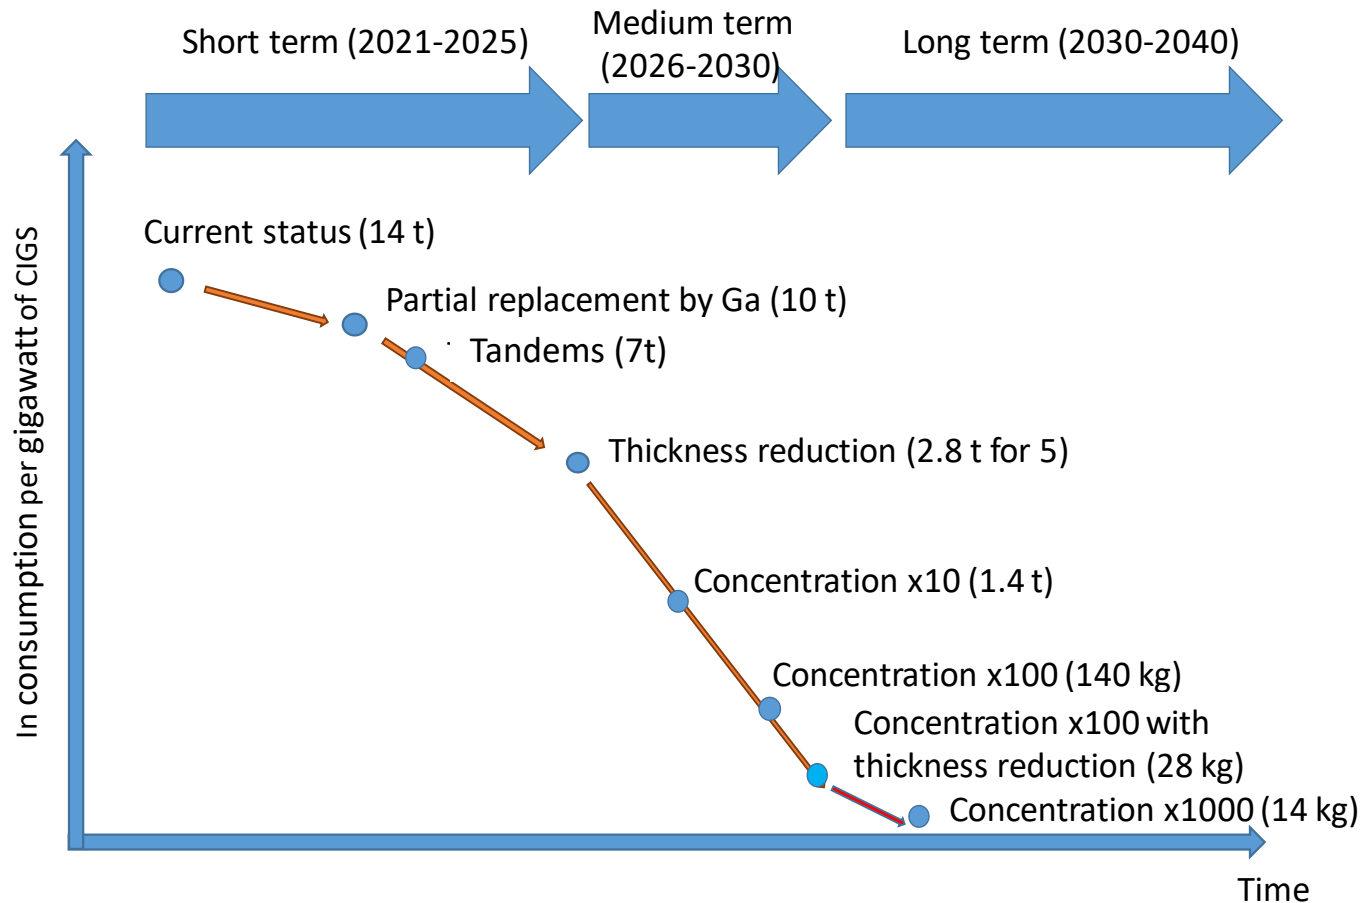 Short term (2021-2025)
Medium term
(2026-2030)
Long term (2030-2040)
In consumption per gigawatt of CIGS
Current status (14 t)
Partial replacement by Ga (10 t)
Tandems (7t)
Thickness reduction (2.8 t for 5)
Concentration x10 (1.4 t)
Concentration x100 (140 kg)
Concentration x100 with
thickness reduction (28 kg)
Concentration x1000 (14 kg)
Time